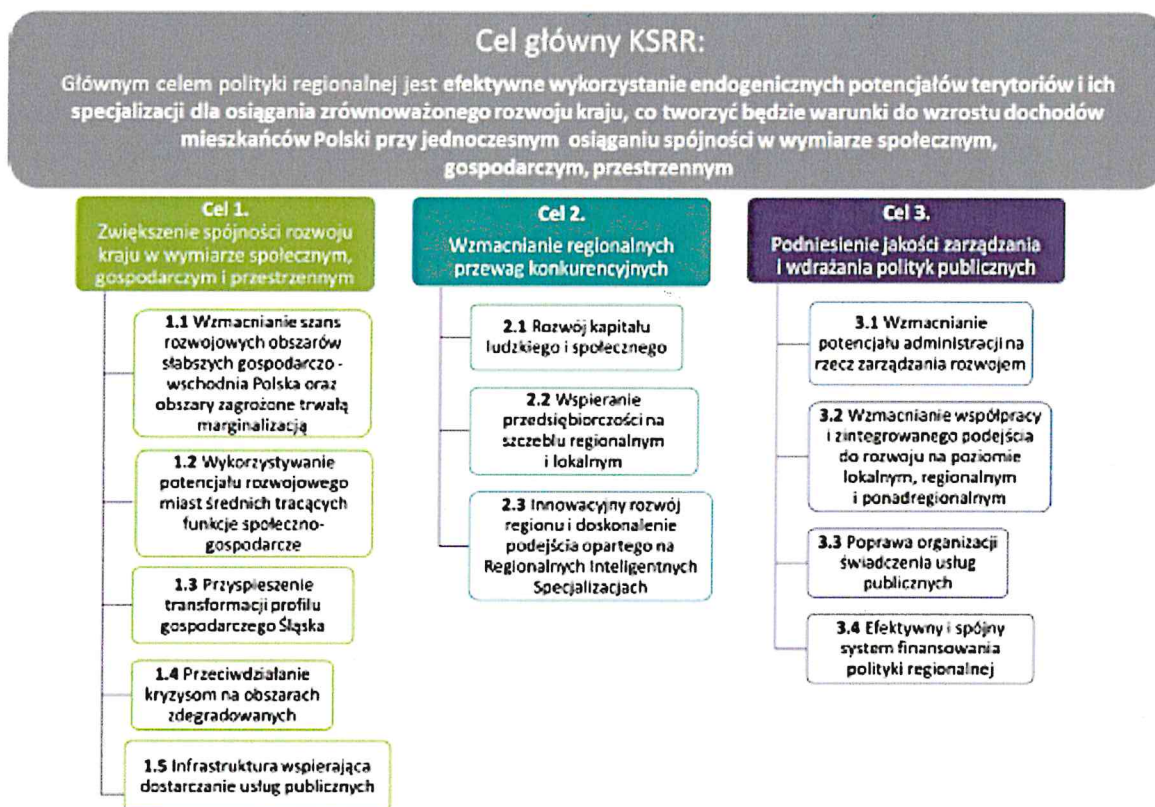 Cel główny KSRR:
Głównym celem polityki regionalnej jest efektywne wykorzystanie endogenicznych potencjałów terytoriów i ich
specjalizacji dla osiągania zrównoważonego rozwoju kraju, co tworzyć będzie warunki do wzrostu dochodów
mieszkańców Polski przy jednoczesnym osiąganiu spójności w wymiarze społecznym,
gospodarczym, przestrzennym
Cel 1.
Zwiększenie spójności rozwoju
kraju w wymiarze społecznym,
gospodarczym i przestrzennym
1.1 Wzmacnianie szans
rozwojowych obszarów
słabszych gospodarczo -
wschodnia Polska oraz
obszary zagrożone trwałą
marginalizacją
1.2 Wykorzystywanie
potencjału rozwojowego
miast średnich tracących
funkcje społeczno-
gospodarcze
1.3 Przyspieszenie
transformacji profilu
gospodarczego Śląska
1.4 Przeciwdziałanie
kryzysom na obszarach
zdegradowanych
1.5 Infrastruktura wspierająca
dostarczanie usług publicznych
Cel 2.
Wzmacnianie regionalnych
przewag konkurencyjnych
2.1 Rozwój kapitału
ludzkiego i społecznego
2.2 Wspieranie
przedsiębiorczości na
szczeblu regionalnym
i lokalnym
2.3 Innowacyjny rozwój
regionu i doskonalenie
podejścia opartego na
Regionalnych Inteligentnych
Specjalizacjach
Cel 3.
Podniesienie jakości zarządzania
i wdrażania polityk publicznych
3.1 Wzmacnianie
potencjału administracji na
rzecz zarządzania rozwojem
3.2 Wzmacnianie współpracy
i zintegrowanego podejścia
do rozwoju na poziomie
lokalnym, regionalnym
i ponadregionalnym
3.3 Poprawa organizacji
świadczenia usług
publicznych
3.4 Efektywny i spójny
system finansowania
polityki regionalnej